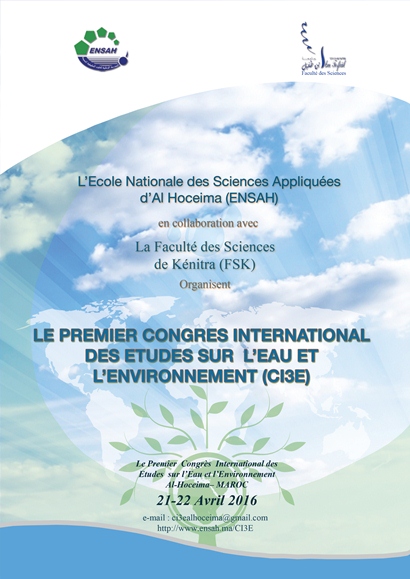 ENSAH
Faculté des Sciences
L'Ecole Nationale des Sciences Appliquées
d'Al Hoceima (ENSAH)
en collaboration avec
La Faculté des Sciences
de Kénitra (FSK)
Organisent
LE PREMIER CONGRES INTERNATIONAL
DES ETUDES SUR L'EAU ET
L'ENVIRONNEMENT (CI3E)
Le Premier Congrès International des
Etudes sur l'Eau et l'Environnement
Al-Hoceima– MAROC
21-22 Avril 2016
e-mail : ci3ealhoceima@gmail.com
http://www.ensah.ma/CI3E